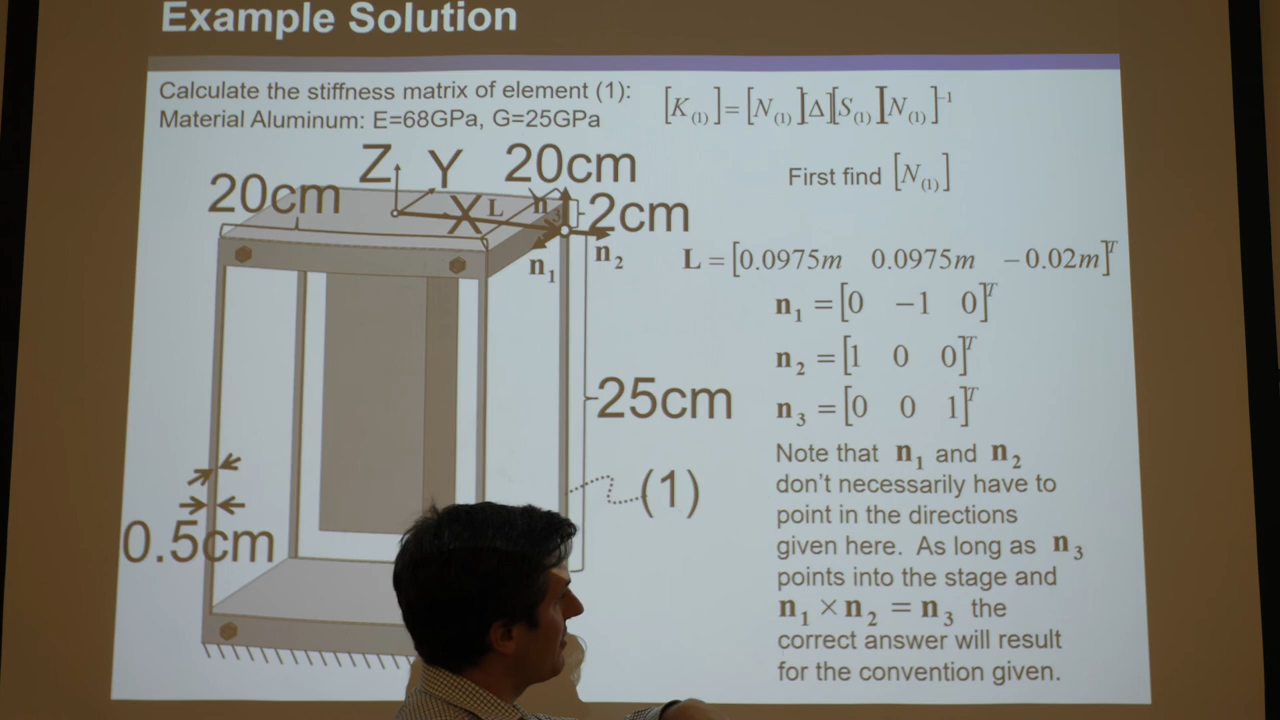 Example Solution
Calculate the stiffness matrix of element (1):
Material Aluminum: E=68GPa, G=25GPa
[K(1)]=[N(1)][Δ][S(1)][N(1)]⁻¹
First find [N(1)]
Z
Y
X
20cm
20cm
L
n3
2cm
n1
n2
25cm
(1)
0.5cm
L = [0.0975m 0.0975m −0.02m]ᵀ
n1 = [0 −1 0]ᵀ
n2 = [1 0 0]ᵀ
n3 = [0 0 1]ᵀ
Note that n1 and n2
don't necessarily have to
point in the directions
given here. As long as n3
points into the stage and
n1 × n2 = n3 the
correct answer will result
for the convention given.